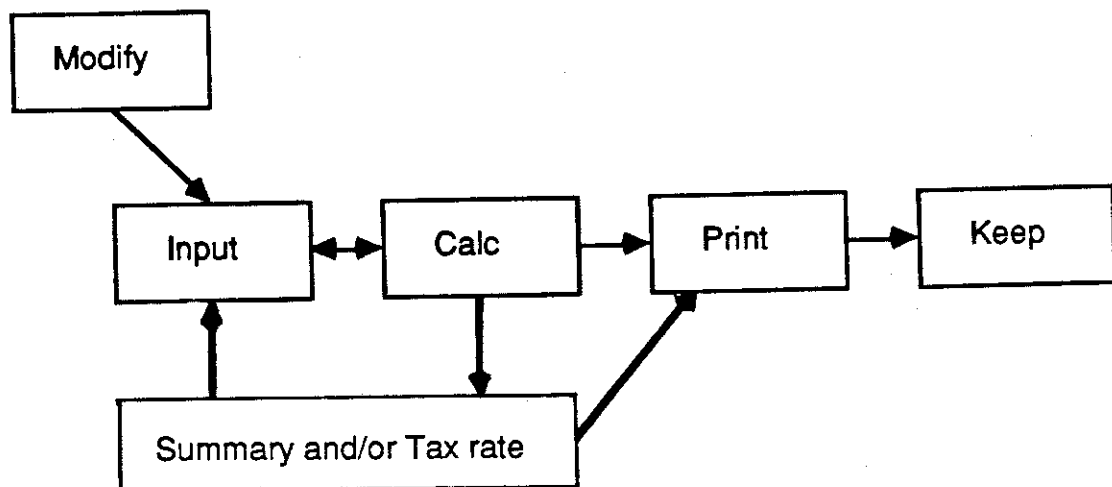 Modify
Input
Calc
Print
Keep
Summary and/or Tax rate